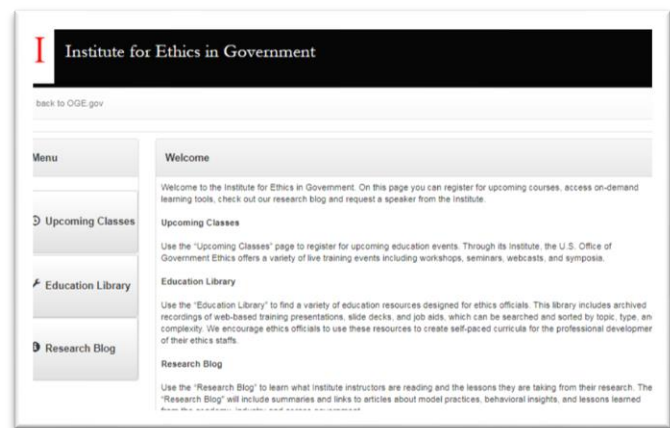 I Institute for Ethics in Government
back to OGE.gov
Menu
Welcome
Welcome to the Institute for Ethics in Government. On this page you can register for upcoming courses, access on-demand
learning tools, check out our research blog and request a speaker from the Institute.
Upcoming Classes
Upcoming Classes
Use the "Upcoming Classes" page to register for upcoming education events. Through its Institute, the U.S. Office of
Government Ethics offers a variety of live training events including workshops, seminars, webcasts, and symposia.
Education Library
Education Library
Use the "Education Library" to find a variety of education resources designed for ethics officials. This library includes archived
recordings of web-based training presentations, slide decks, and job aids, which can be searched and sorted by topic, type, an
complexity. We encourage ethics officials to use these resources to create self-paced curricula for the professional developmer
of their ethics staffs.
Research Blog
Research Blog
Use the "Research Blog" to learn what Institute instructors are reading and the lessons they are taking from their research. The
"Research Blog" will include summaries and links to articles about model practices, behavioral insights, and lessons learned
from the academy, industry and across government.